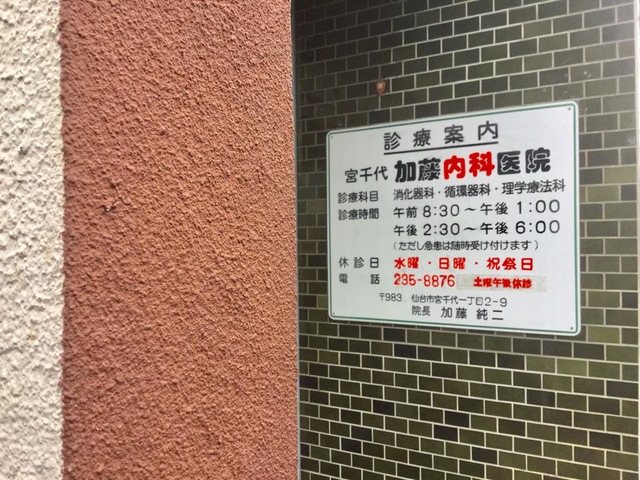 診療案内
宮千代 加藤内科医院
診療科目 消化器科・循環器科・理学療法科
診療時間 午前 8:30～午後 1:00
午後 2:30～午後 6:00
(ただし急患は随時受け付けます)
休診日 水曜・日曜・祝祭日
電話 235-8876 土曜午後休診
〒983 仙台市宮千代一丁目2-9
院長 加藤純二